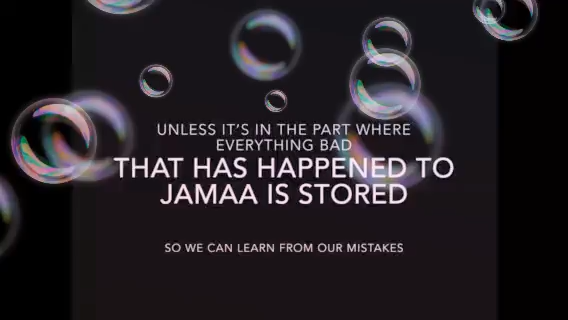 UNLESS IT'S IN THE PART WHERE
EVERYTHING BAD
THAT HAS HAPPENED TO
JAMAA IS STORED
SO WE CAN LEARN FROM OUR MISTAKES